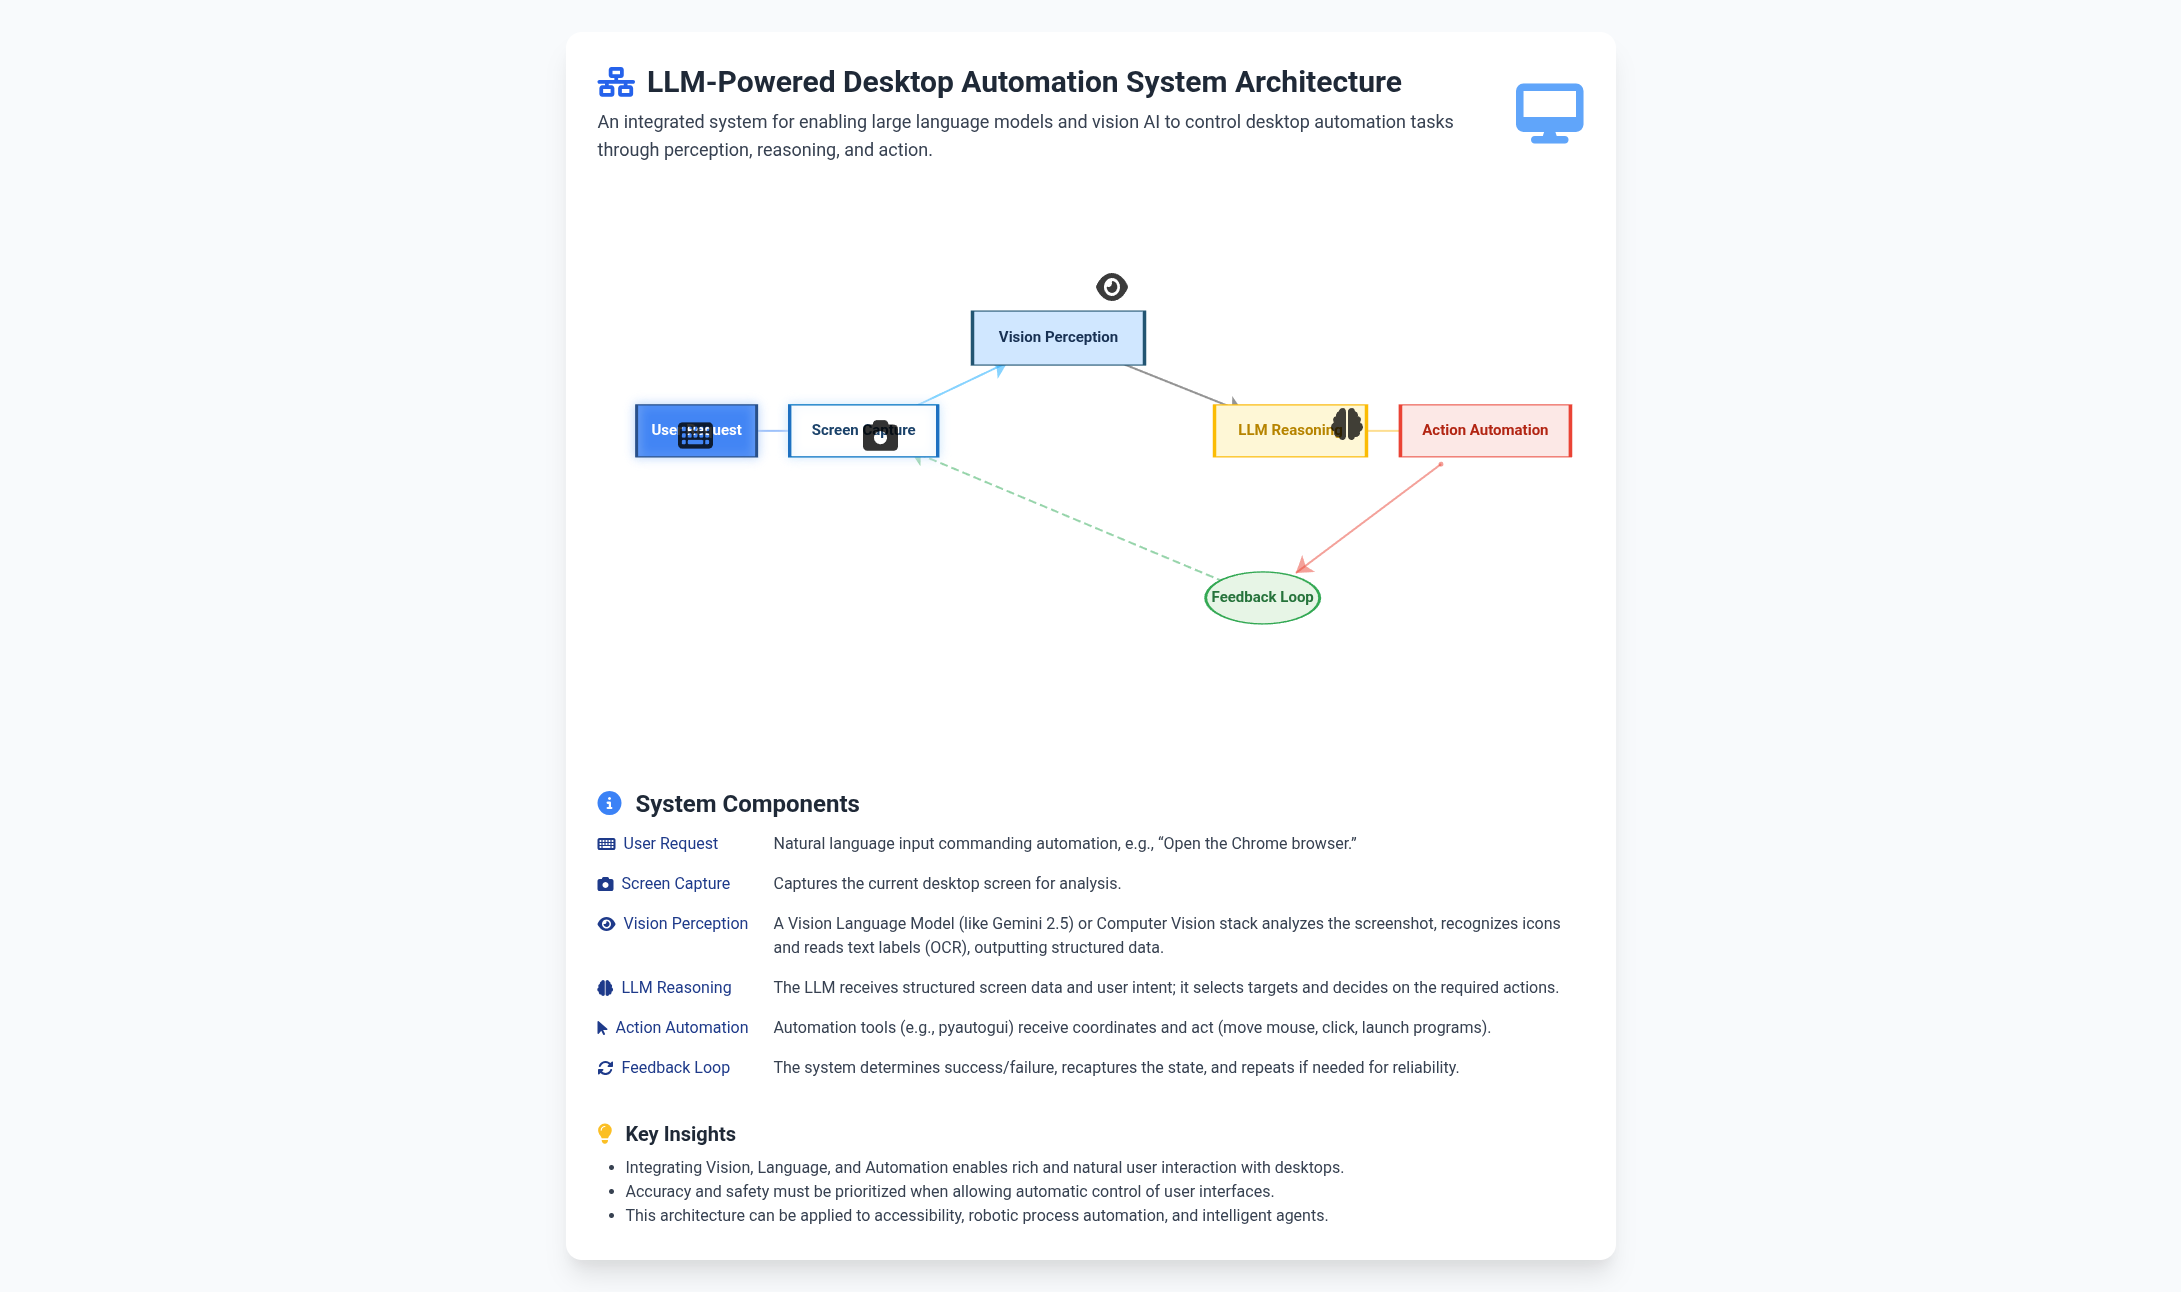 LLM-Powered Desktop Automation System Architecture
An integrated system for enabling large language models and vision AI to control desktop automation tasks
through perception, reasoning, and action.
Vision Perception
User Request
Screen Capture
LLM Reasoning
Action Automation
Feedback Loop
System Components
User Request
Natural language input commanding automation, e.g., “Open the Chrome browser.”
Screen Capture
Captures the current desktop screen for analysis.
Vision Perception
A Vision Language Model (like Gemini 2.5) or Computer Vision stack analyzes the screenshot, recognizes icons
and reads text labels (OCR), outputting structured data.
LLM Reasoning
The LLM receives structured screen data and user intent; it selects targets and decides on the required actions.
Action Automation
Automation tools (e.g., pyautogui) receive coordinates and act (move mouse, click, launch programs).
Feedback Loop
The system determines success/failure, recaptures the state, and repeats if needed for reliability.
Key Insights
• Integrating Vision, Language, and Automation enables rich and natural user interaction with desktops.
• Accuracy and safety must be prioritized when allowing automatic control of user interfaces.
• This architecture can be applied to accessibility, robotic process automation, and intelligent agents.